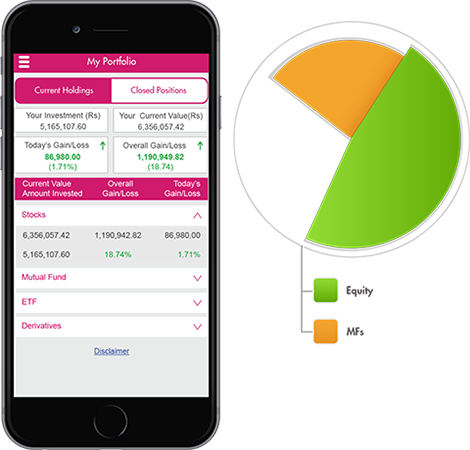 My Portfolio
Current Holdings Closed Positions
Your Investment (Rs) Your Current Value(Rs)
5,165,107.60 6,356,057.42
Today's Gain/Loss Overall Gain/Loss
86,980.00 1,190,949.82
(1.71%) (18.74)
Current Value Overall Today's
Amount Invested Gain/Loss Gain/Loss
Stocks
6,356,057.42 1,190,942.82 86,980.00
5,165,107.60 18.74% 1.71%
Mutual Fund
ETF
Derivatives
Disclaimer
Equity
MFs